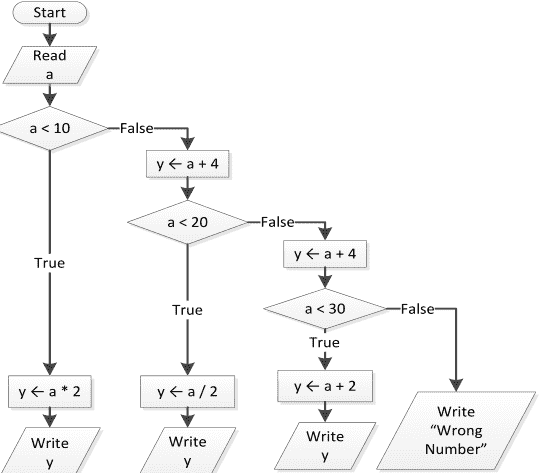 Start
Read
a
a < 10
False
y ← a + 4
a < 20
False
y ← a + 4
True
True
a < 30
False
True
y ← a * 2
y ← a / 2
y ← a + 2
Write
y
Write
y
Write
y
Write
“Wrong
Number”